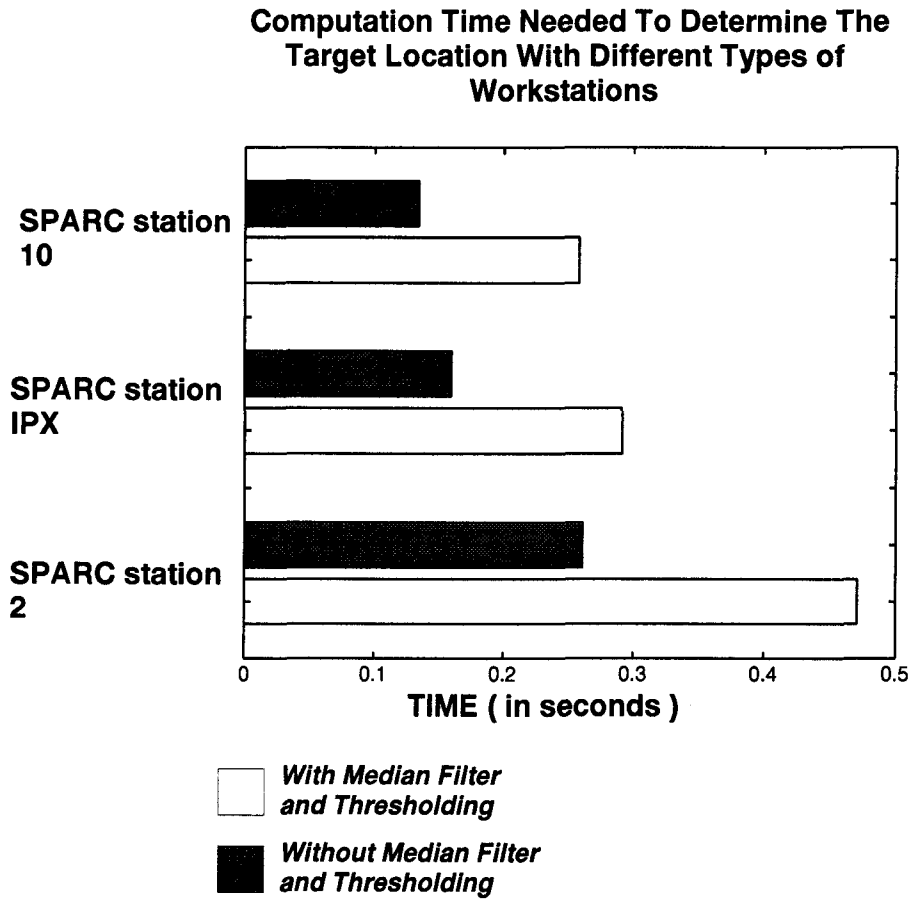 Computation Time Needed To Determine The
Target Location With Different Types of
Workstations
SPARC station
10
SPARC station
IPX
SPARC station
2
0 0.1 0.2 0.3 0.4 0.5
TIME ( in seconds )
With Median Filter
and Thresholding
Without Median Filter
and Thresholding